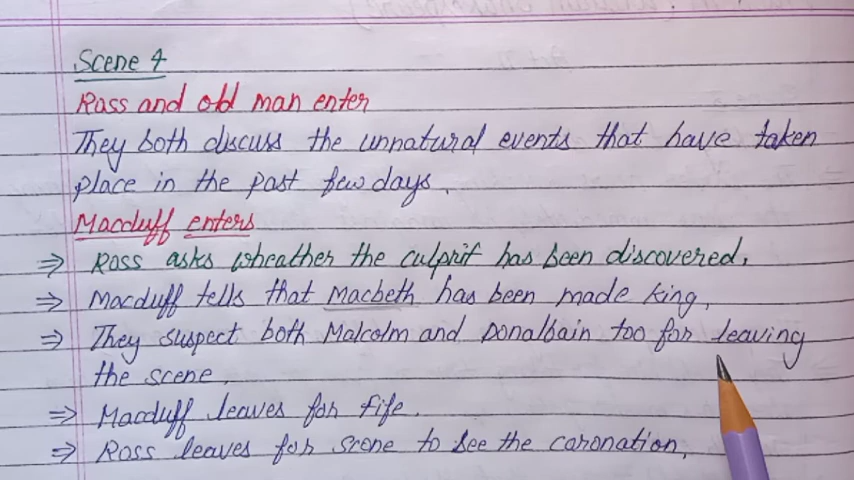 Scene 4
Ross and old man enter
They both discuss the unnatural events that have taken
place in the past few days.
Macduff enters
⇒ Ross asks wheather the culprit has been discovered.
⇒ Macduff tells that Macbeth has been made king.
⇒ They suspect both Malcolm and Donalbain too for leaving
the scene.
⇒ Macduff leaves for fife.
⇒ Ross leaves for scone to see the coronation.